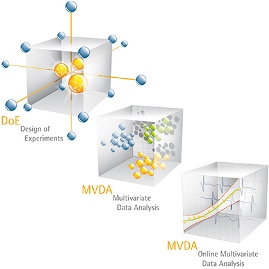 DoE
Design of
Experiments
MVDA
Multivariate
Data Analysis
MVDA
Online Multivariate
Data Analysis